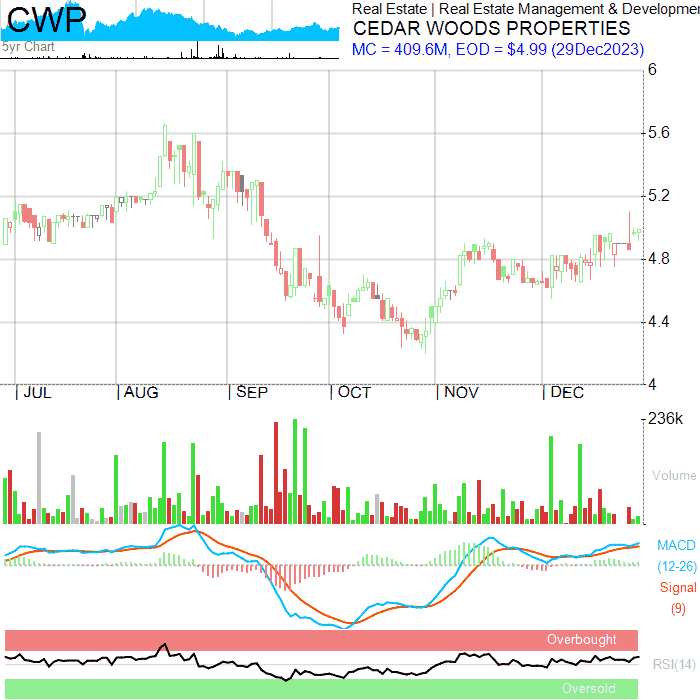 CWP
5yr Chart
Real Estate | Real Estate Management & Developmen
CEDAR WOODS PROPERTIES
MC = 409.6M, EOD = $4.99 (29Dec2023)
6
5.6
5.2
4.8
4.4
4
| JUL | AUG | SEP | OCT | NOV | DEC
236k
Volume
MACD
(12-26)
Signal
(9)
Overbought
RSI(14)
Oversold